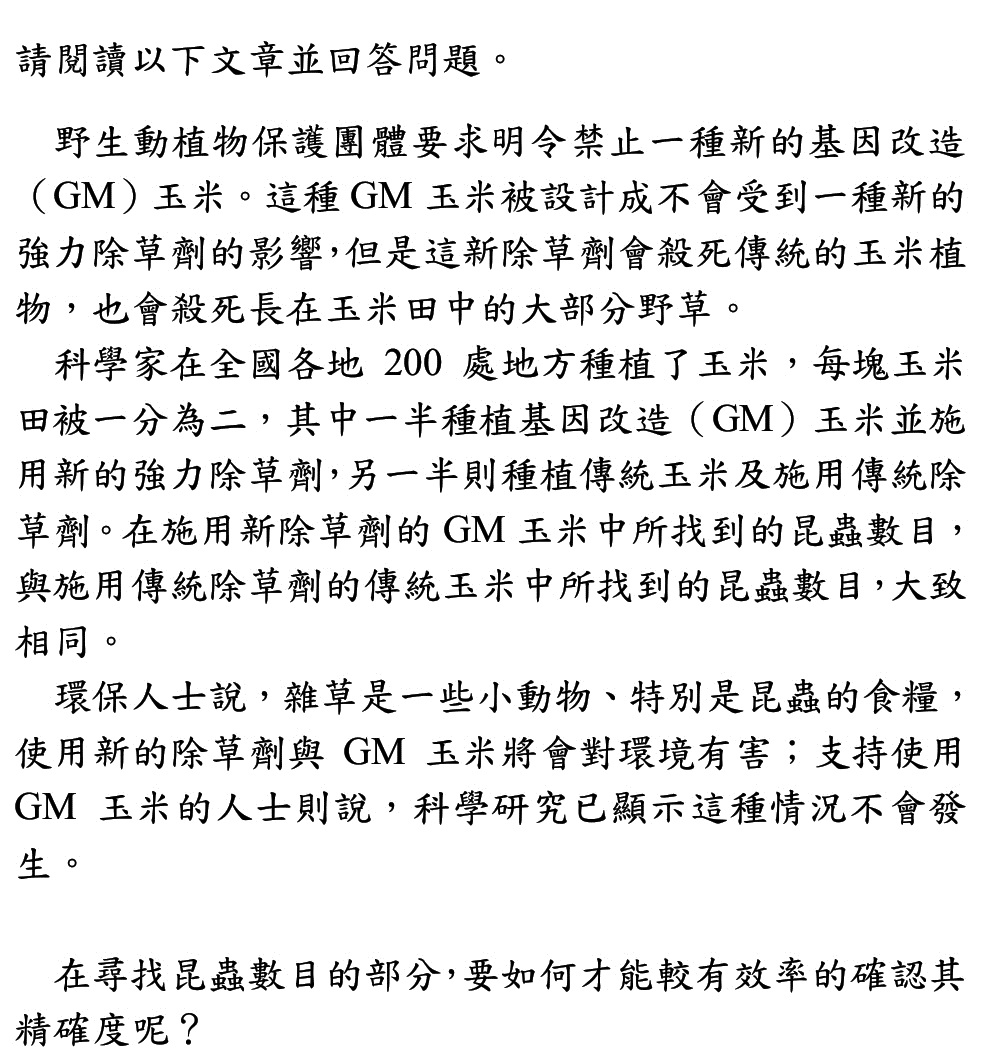 請閱讀以下文章並回答問題。
野生動植物保護團體要求明令禁止一種新的基因改造
（GM）玉米。這種 GM 玉米被設計成不會受到一種新的
強力除草劑的影響，但是這新除草劑會殺死傳統的玉米植
物，也會殺死長在玉米田中的大部分野草。
科學家在全國各地 200 處地方種植了玉米，每塊玉米
田被一分為二，其中一半種植基因改造（GM）玉米並施
用新的強力除草劑，另一半則種植傳統玉米及施用傳統除
草劑。在施用新除草劑的 GM 玉米中所找到的昆蟲數目，
與施用傳統除草劑的傳統玉米中所找到的昆蟲數目，大致
相同。
環保人士說，雜草是一些小動物、特別是昆蟲的食糧，
使用新的除草劑與 GM 玉米將會對環境有害；支持使用
GM 玉米的人士則說，科學研究已顯示這種情況不會發
生。
在尋找昆蟲數目的部分，要如何才能較有效率的確認其
精確度呢？